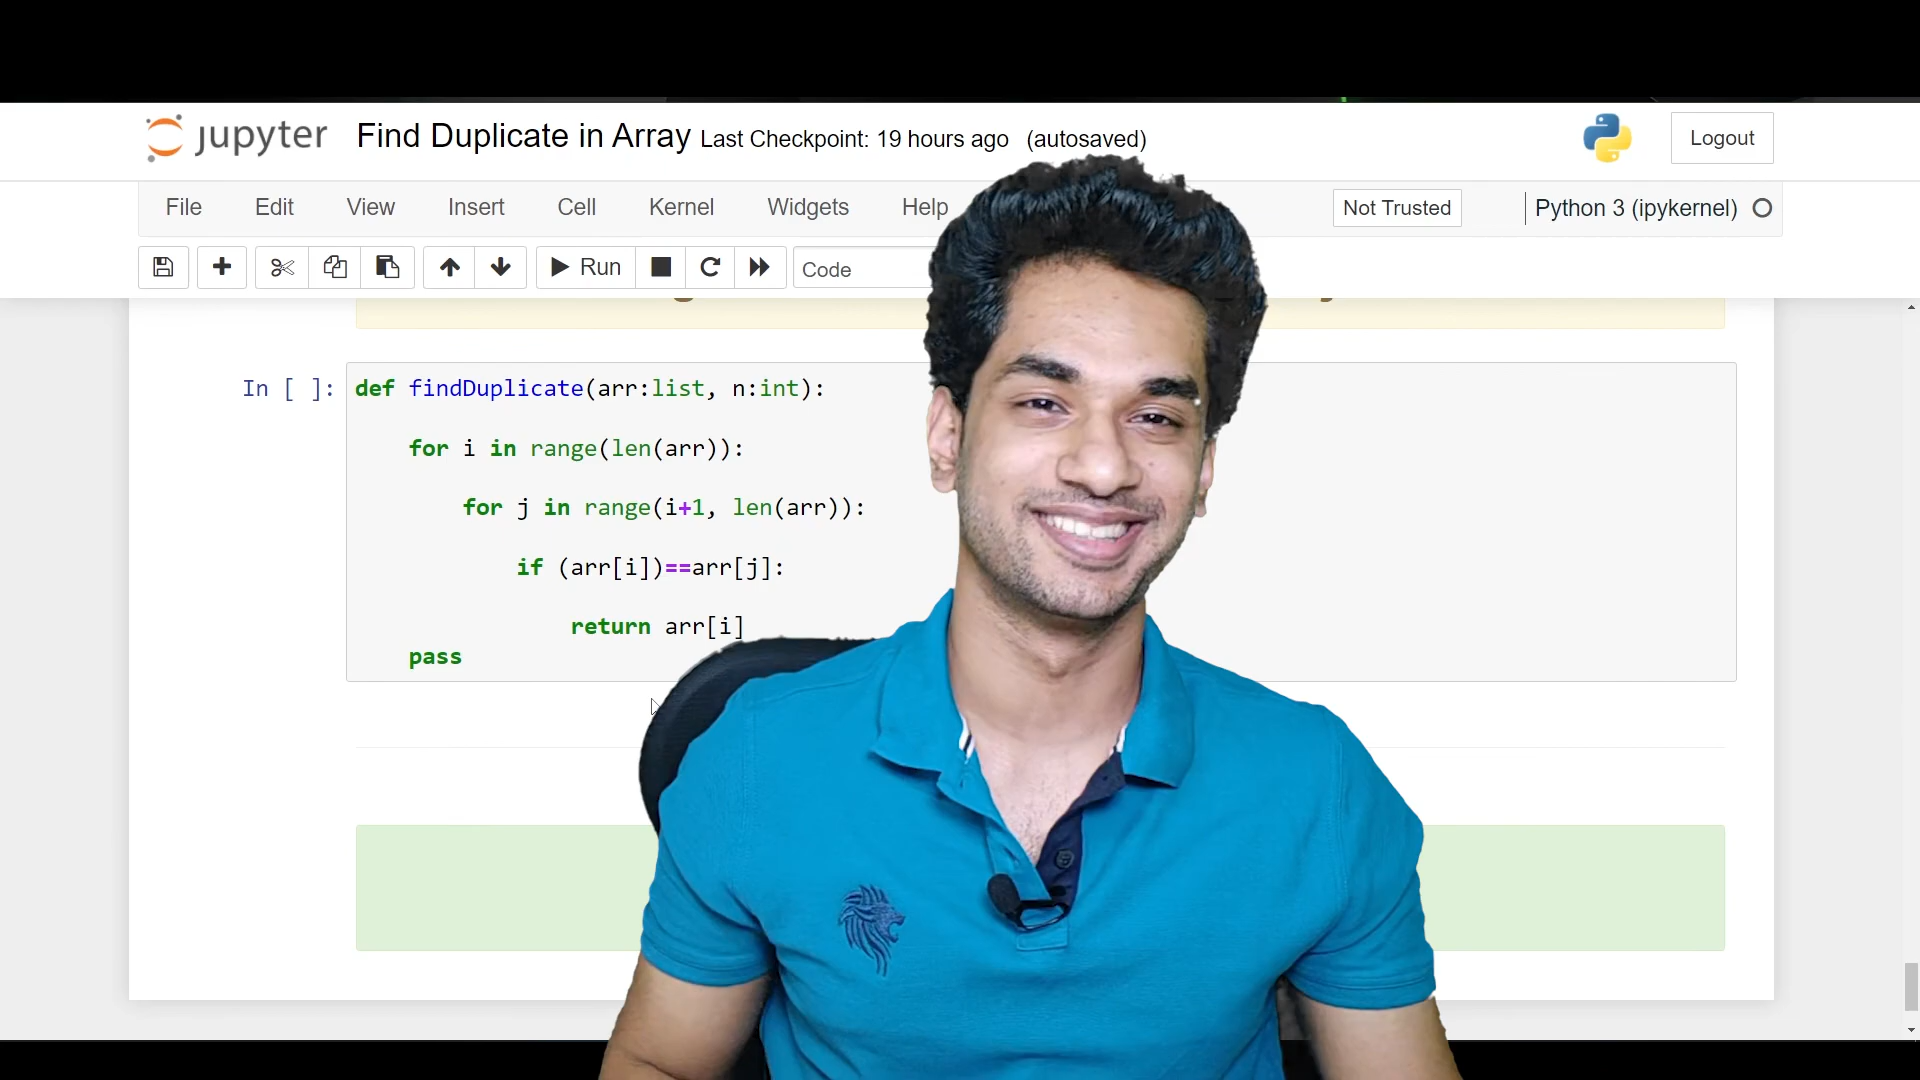 jupyter Find Duplicate in Array Last Checkpoint: 19 hours ago (autosaved) Logout
File Edit View Insert Cell Kernel Widgets Help Not Trusted Python 3 (ipykernel)
Run Code
In [ ]: def findDuplicate(arr:list, n:int):
for i in range(len(arr)):
for j in range(i+1, len(arr)):
if (arr[i])==arr[j]:
return arr[i]
pass